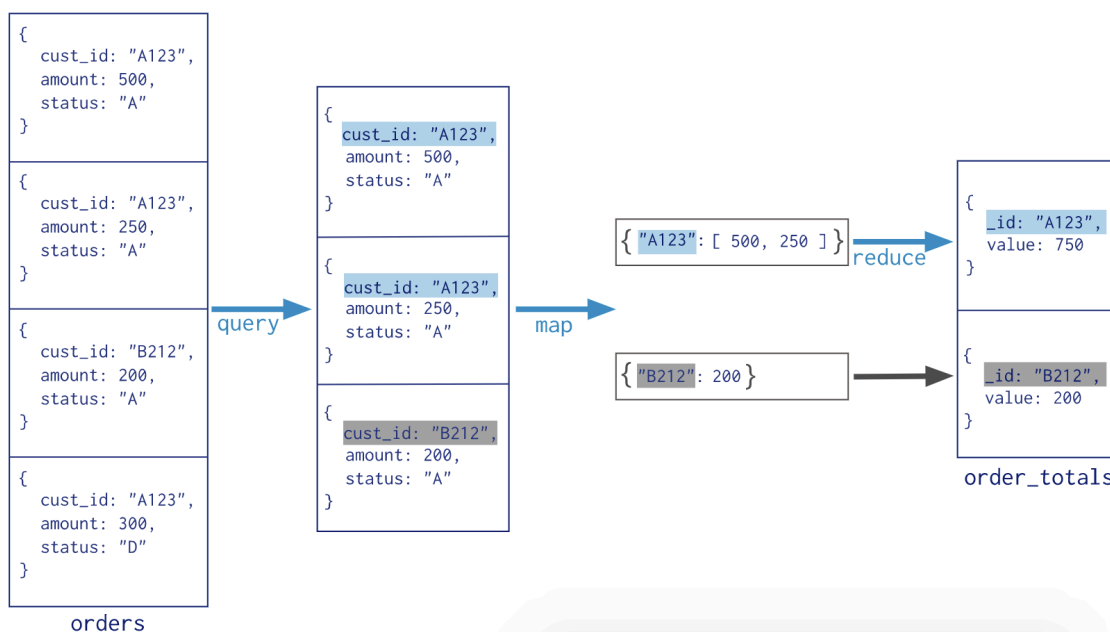 {
cust_id: "A123",
amount: 500,
status: "A"
}
{
cust_id: "A123",
amount: 250,
status: "A"
}
{
cust_id: "B212",
amount: 200,
status: "A"
}
{
cust_id: "A123",
amount: 300,
status: "D"
}
orders
query
{
cust_id: "A123",
amount: 500,
status: "A"
}
{
cust_id: "A123",
amount: 250,
status: "A"
}
{
cust_id: "B212",
amount: 200,
status: "A"
}
map
{ "A123": [ 500, 250 ] }
{ "B212": 200 }
reduce
{
_id: "A123",
value: 750
}
{
_id: "B212",
value: 200
}
order_totals